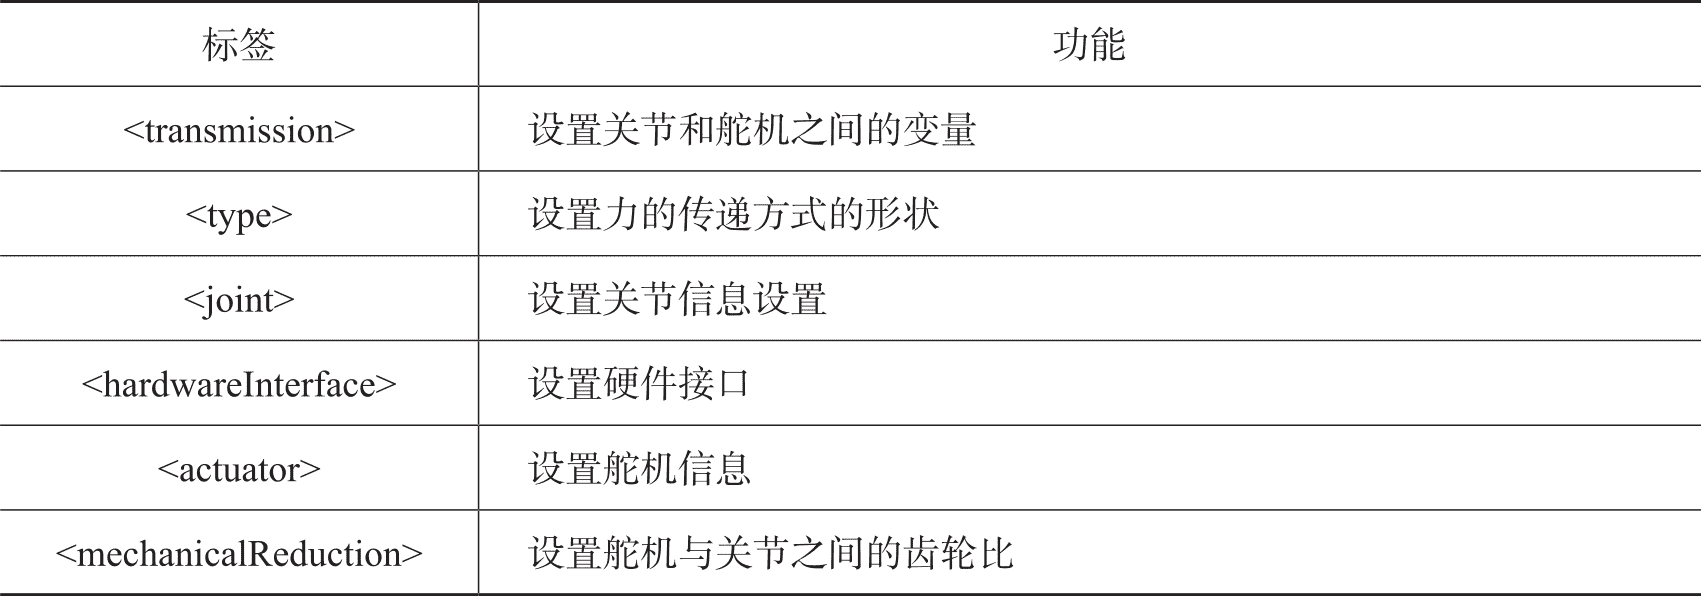 标签 功能
<transmission> 设置关节和舵机之间的变量
<type> 设置力的传递方式的形状
<joint> 设置关节信息设置
<hardwareInterface> 设置硬件接口
<actuator> 设置舵机信息
<mechanicalReduction> 设置舵机与关节之间的齿轮比